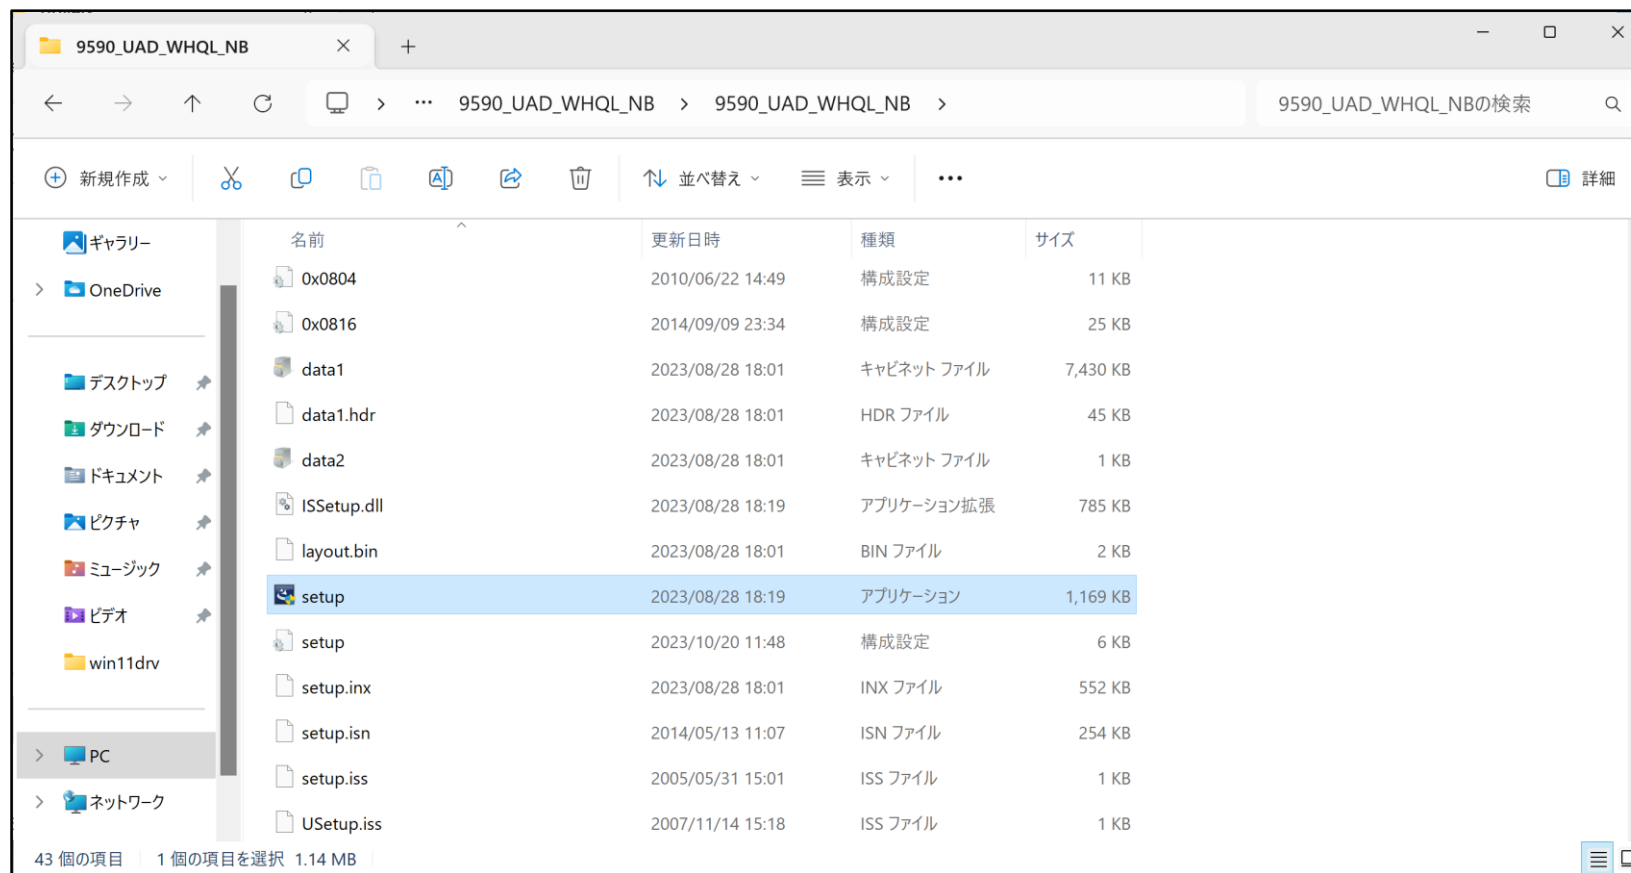 9590_UAD_WHQL_NB
9590_UAD_WHQL_NB 9590_UAD_WHQL_NB 9590_UAD_WHQL_NBの検索
新規作成 並べ替え 表示 詳細
名前 更新日時 種類 サイズ
ギャラリー
OneDrive
デスクトップ
ダウンロード
ドキュメント
ピクチャ
ミュージック
ビデオ
win11drv
PC
ネットワーク
0x0804 2010/06/22 14:49 構成設定 11 KB
0x0816 2014/09/09 23:34 構成設定 25 KB
data1 2023/08/28 18:01 キャビネット ファイル 7,430 KB
data1.hdr 2023/08/28 18:01 HDR ファイル 45 KB
data2 2023/08/28 18:01 キャビネット ファイル 1 KB
ISSetup.dll 2023/08/28 18:19 アプリケーション拡張 785 KB
layout.bin 2023/08/28 18:01 BIN ファイル 2 KB
setup 2023/08/28 18:19 アプリケーション 1,169 KB
setup 2023/10/20 11:48 構成設定 6 KB
setup.inx 2023/08/28 18:01 INX ファイル 552 KB
setup.isn 2014/05/13 11:07 ISN ファイル 254 KB
setup.iss 2005/05/31 15:01 ISS ファイル 1 KB
USetup.iss 2007/11/14 15:18 ISS ファイル 1 KB
43 個の項目 1 個の項目を選択 1.14 MB